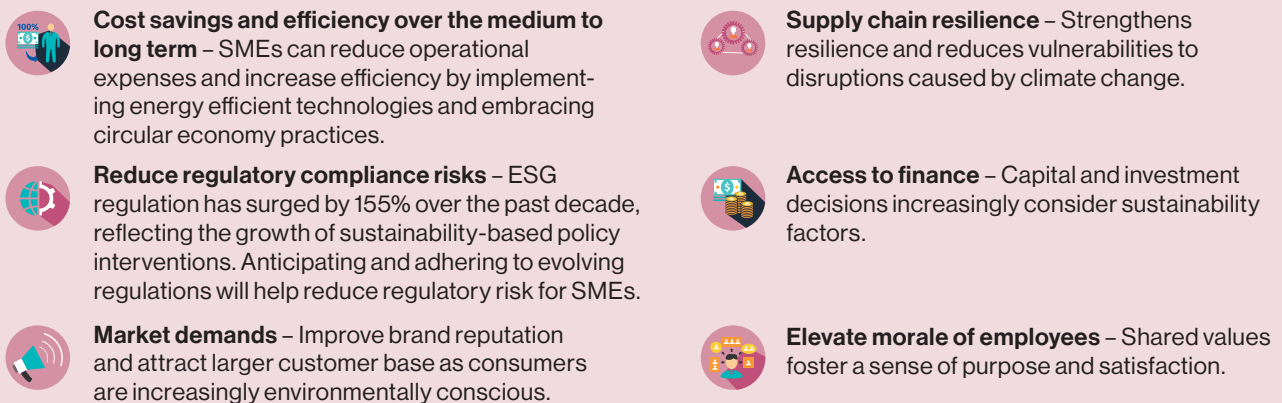 Cost savings and efficiency over the medium to
long term – SMEs can reduce operational
expenses and increase efficiency by implement-
ing energy efficient technologies and embracing
circular economy practices.
Reduce regulatory compliance risks – ESG
regulation has surged by 155% over the past decade,
reflecting the growth of sustainability-based policy
interventions. Anticipating and adhering to evolving
regulations will help reduce regulatory risk for SMEs.
Market demands – Improve brand reputation
and attract larger customer base as consumers
are increasingly environmentally conscious.
Supply chain resilience – Strengthens
resilience and reduces vulnerabilities to
disruptions caused by climate change.
Access to finance – Capital and investment
decisions increasingly consider sustainability
factors.
Elevate morale of employees – Shared values
foster a sense of purpose and satisfaction.
100%